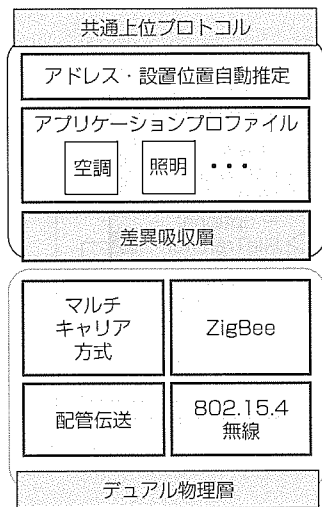 共通上位プロトコル
アドレス・設置位置自動推定
アプリケーションプロファイル
空調
照明
・・・
差異吸収層
マルチ
キャリア
方式
ZigBee
配管伝送
802.15.4
無線
デュアル物理層